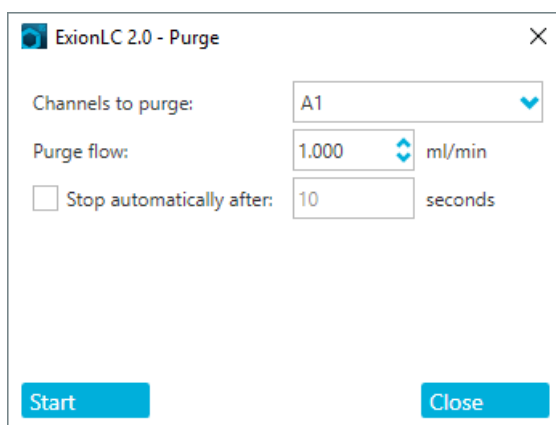 ExionLC 2.0 - Purge
Channels to purge: A1
Purge flow: 1.000 ml/min
Stop automatically after: 10 seconds
Start Close